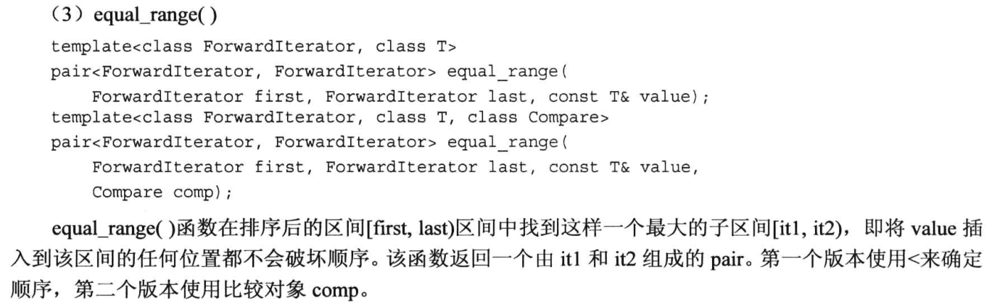 （3）equal_range( )
template<class ForwardIterator, class T>
pair<ForwardIterator, ForwardIterator> equal_range(
    ForwardIterator first, ForwardIterator last, const T& value);
template<class ForwardIterator, class T, class Compare>
pair<ForwardIterator, ForwardIterator> equal_range(
    ForwardIterator first, ForwardIterator last, const T& value,
    Compare comp);
equal_range( )函数在排序后的区间[first, last)区间中找到这样一个最大的子区间[it1, it2)，即将 value 插
入到该区间的任何位置都不会破坏顺序。该函数返回一个由 it1 和 it2 组成的 pair。第一个版本使用<来确定
顺序，第二个版本使用比较对象 comp。